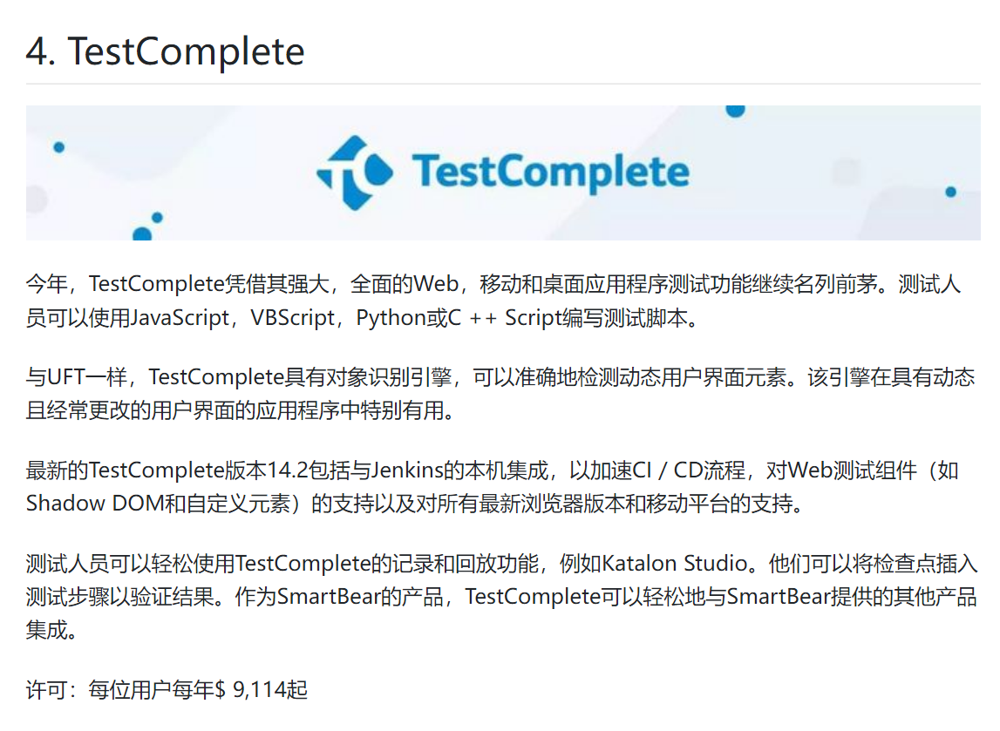 4. TestComplete
TestComplete
今年，TestComplete凭借其强大，全面的Web，移动和桌面应用程序测试功能继续名列前茅。测试人
员可以使用JavaScript，VBScript，Python或C ++ Script编写测试脚本。
与UFT一样，TestComplete具有对象识别引擎，可以准确地检测动态用户界面元素。该引擎在具有动态
且经常更改的用户界面的应用程序中特别有用。
最新的TestComplete版本14.2包括与Jenkins的本机集成，以加速CI / CD流程，对Web测试组件（如
Shadow DOM和自定义元素）的支持以及对所有最新浏览器版本和移动平台的支持。
测试人员可以轻松使用TestComplete的记录和回放功能，例如Katalon Studio。他们可以将检查点插入
测试步骤以验证结果。作为SmartBear的产品，TestComplete可以轻松地与SmartBear提供的其他产品
集成。
许可：每位用户每年$ 9,114起